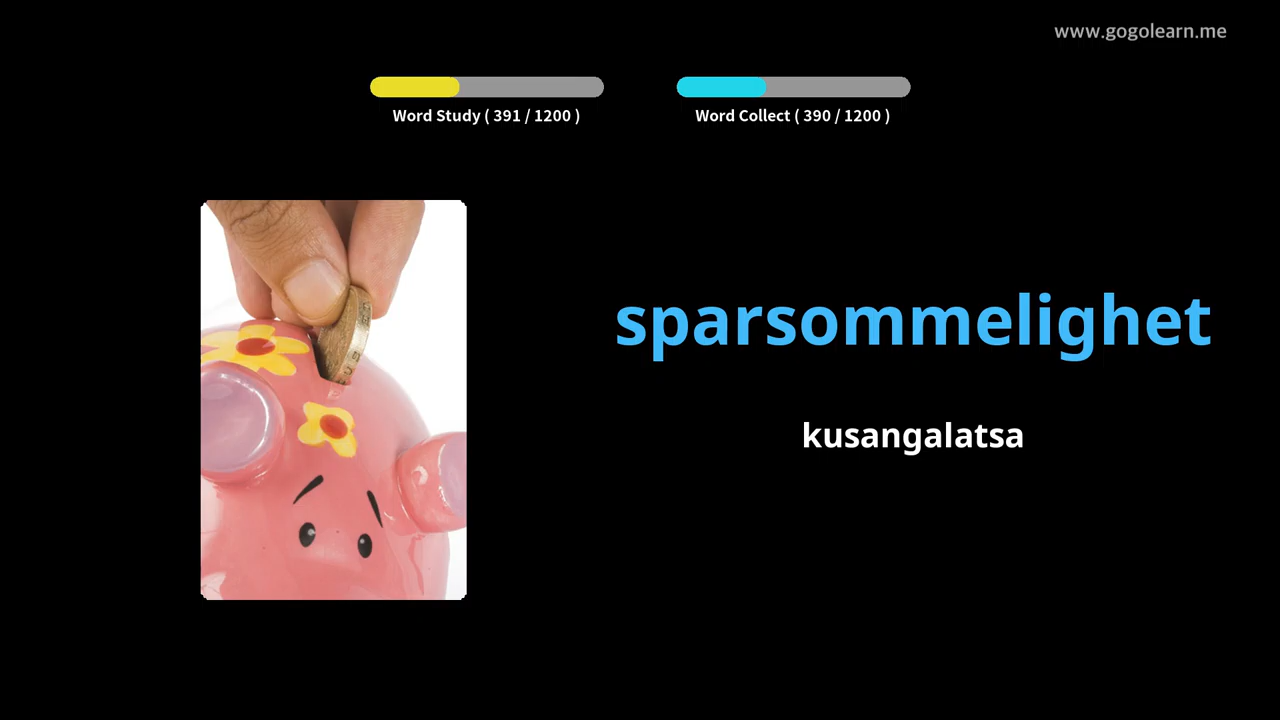 www.gogolearn.me
Word Study ( 391 / 1200 )
Word Collect ( 390 / 1200 )
sparsommelighet
kusangalatsa